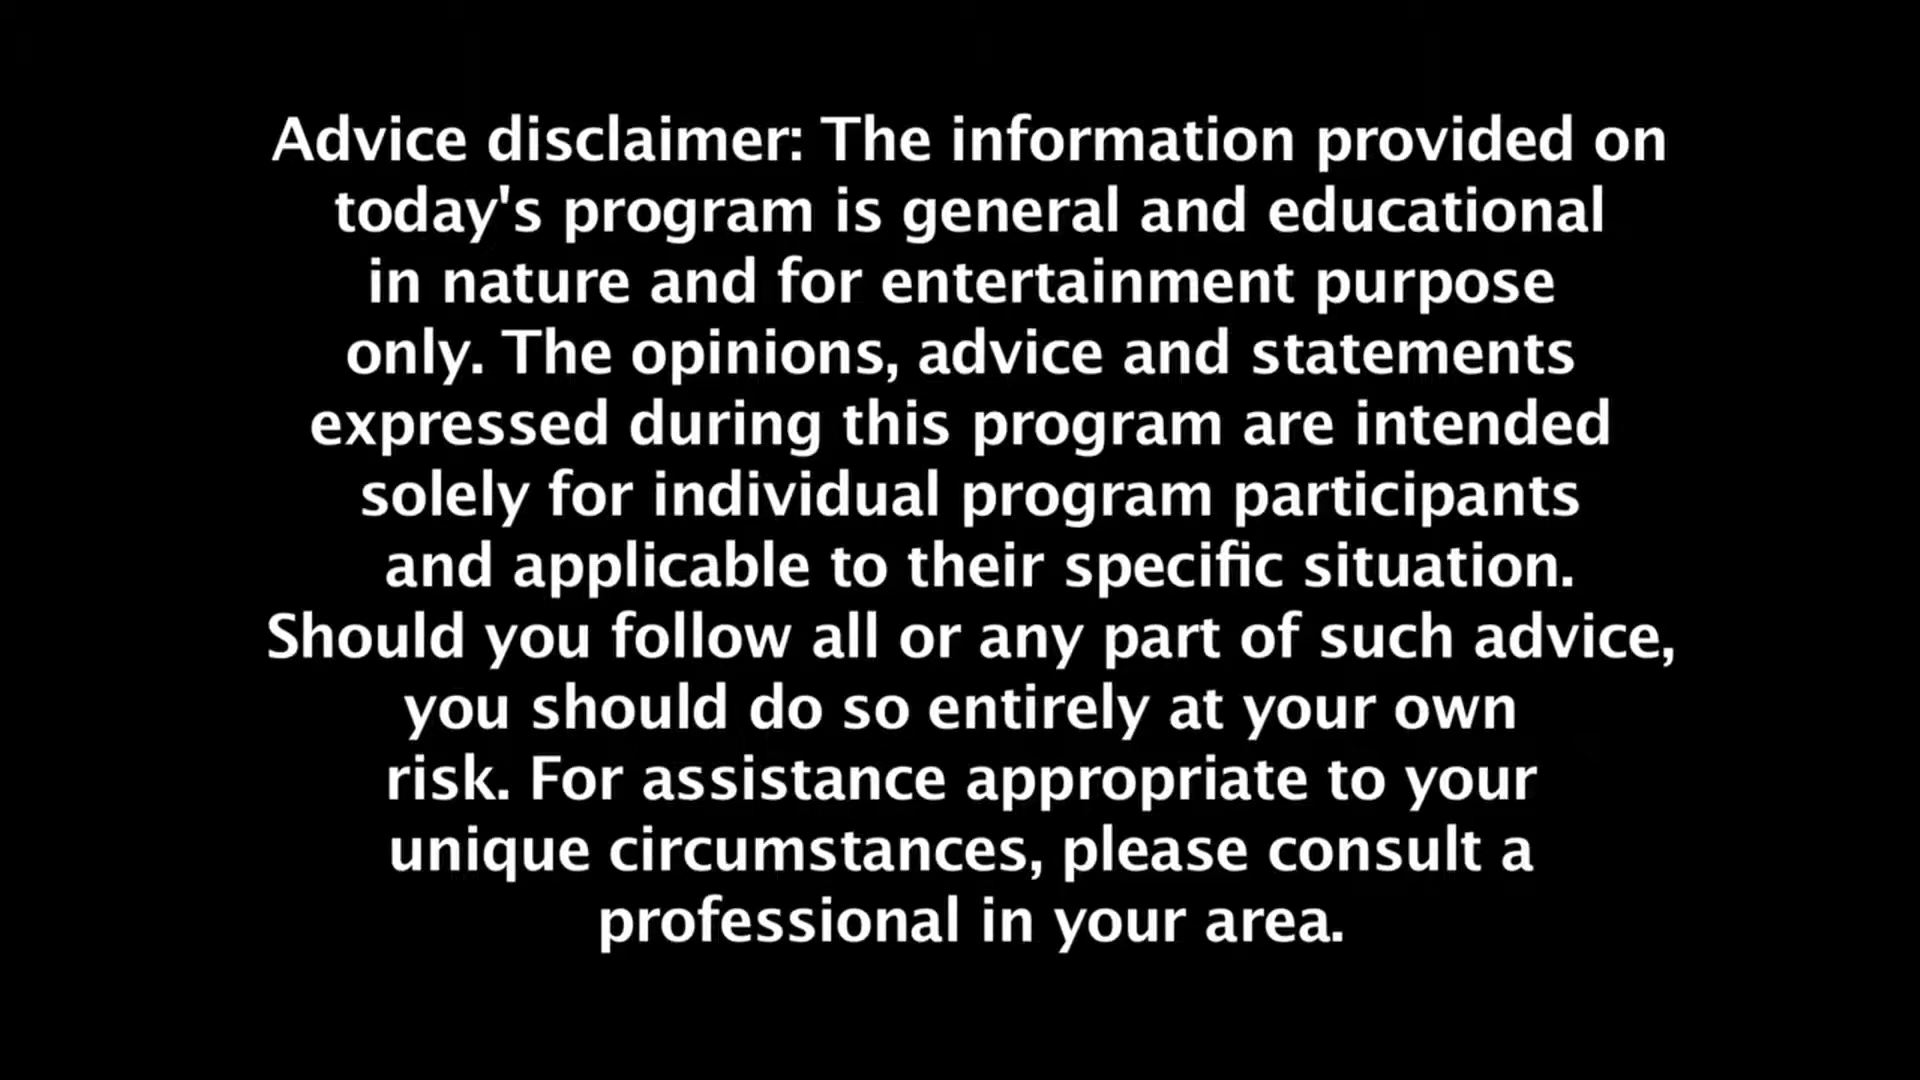 Advice disclaimer: The information provided on
today's program is general and educational
in nature and for entertainment purpose
only. The opinions, advice and statements
expressed during this program are intended
solely for individual program participants
and applicable to their specific situation.
Should you follow all or any part of such advice,
you should do so entirely at your own
risk. For assistance appropriate to your
unique circumstances, please consult a
professional in your area.